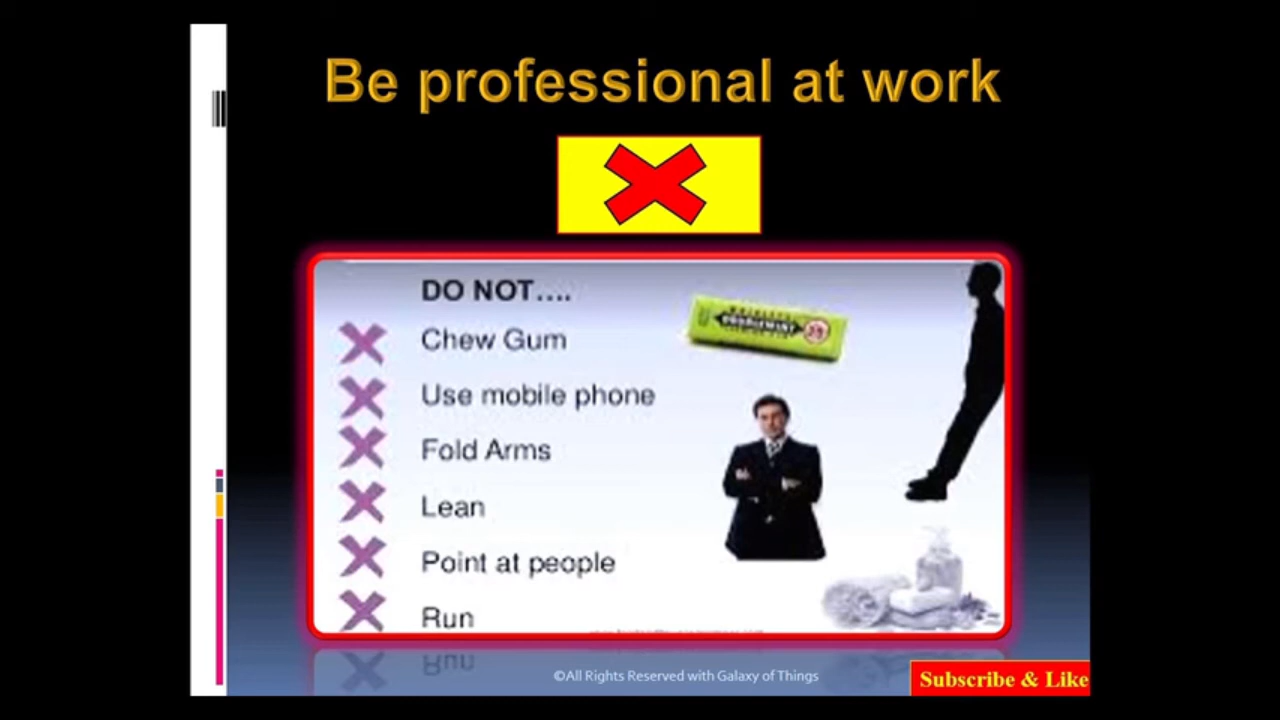 Be professional at work
DO NOT....
Chew Gum
Use mobile phone
Fold Arms
Lean
Point at people
Run
©All Rights Reserved with Galaxy of Things
Subscribe & Like